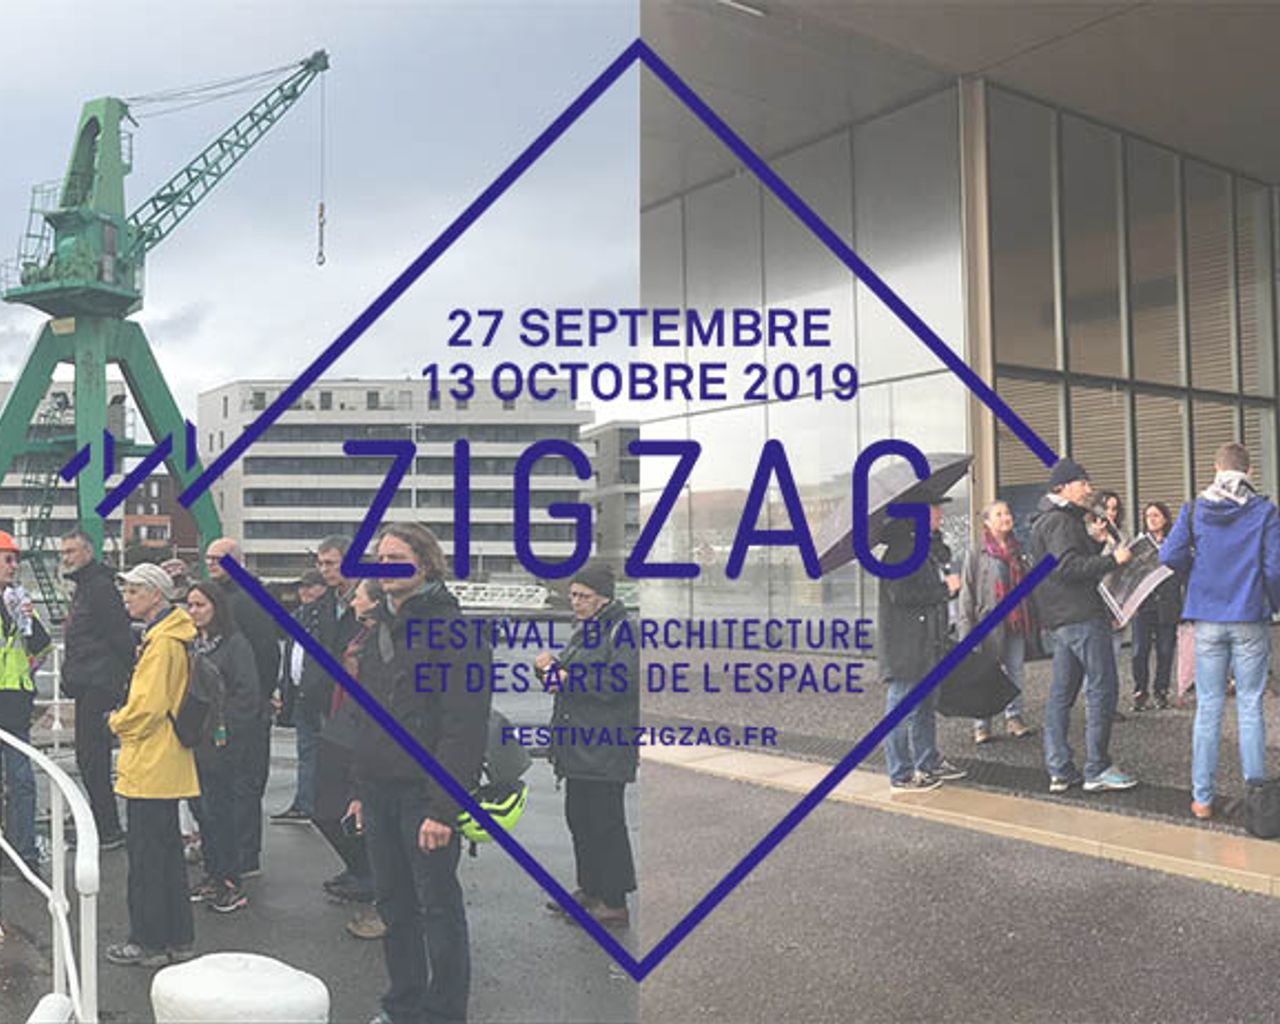 27 SEPTEMBRE
13 OCTOBRE 2019
ZIGZAG
FESTIVAL D'ARCHITECTURE
ET DES ARTS DE L'ESPACE
FESTIVALZIGZAG.FR